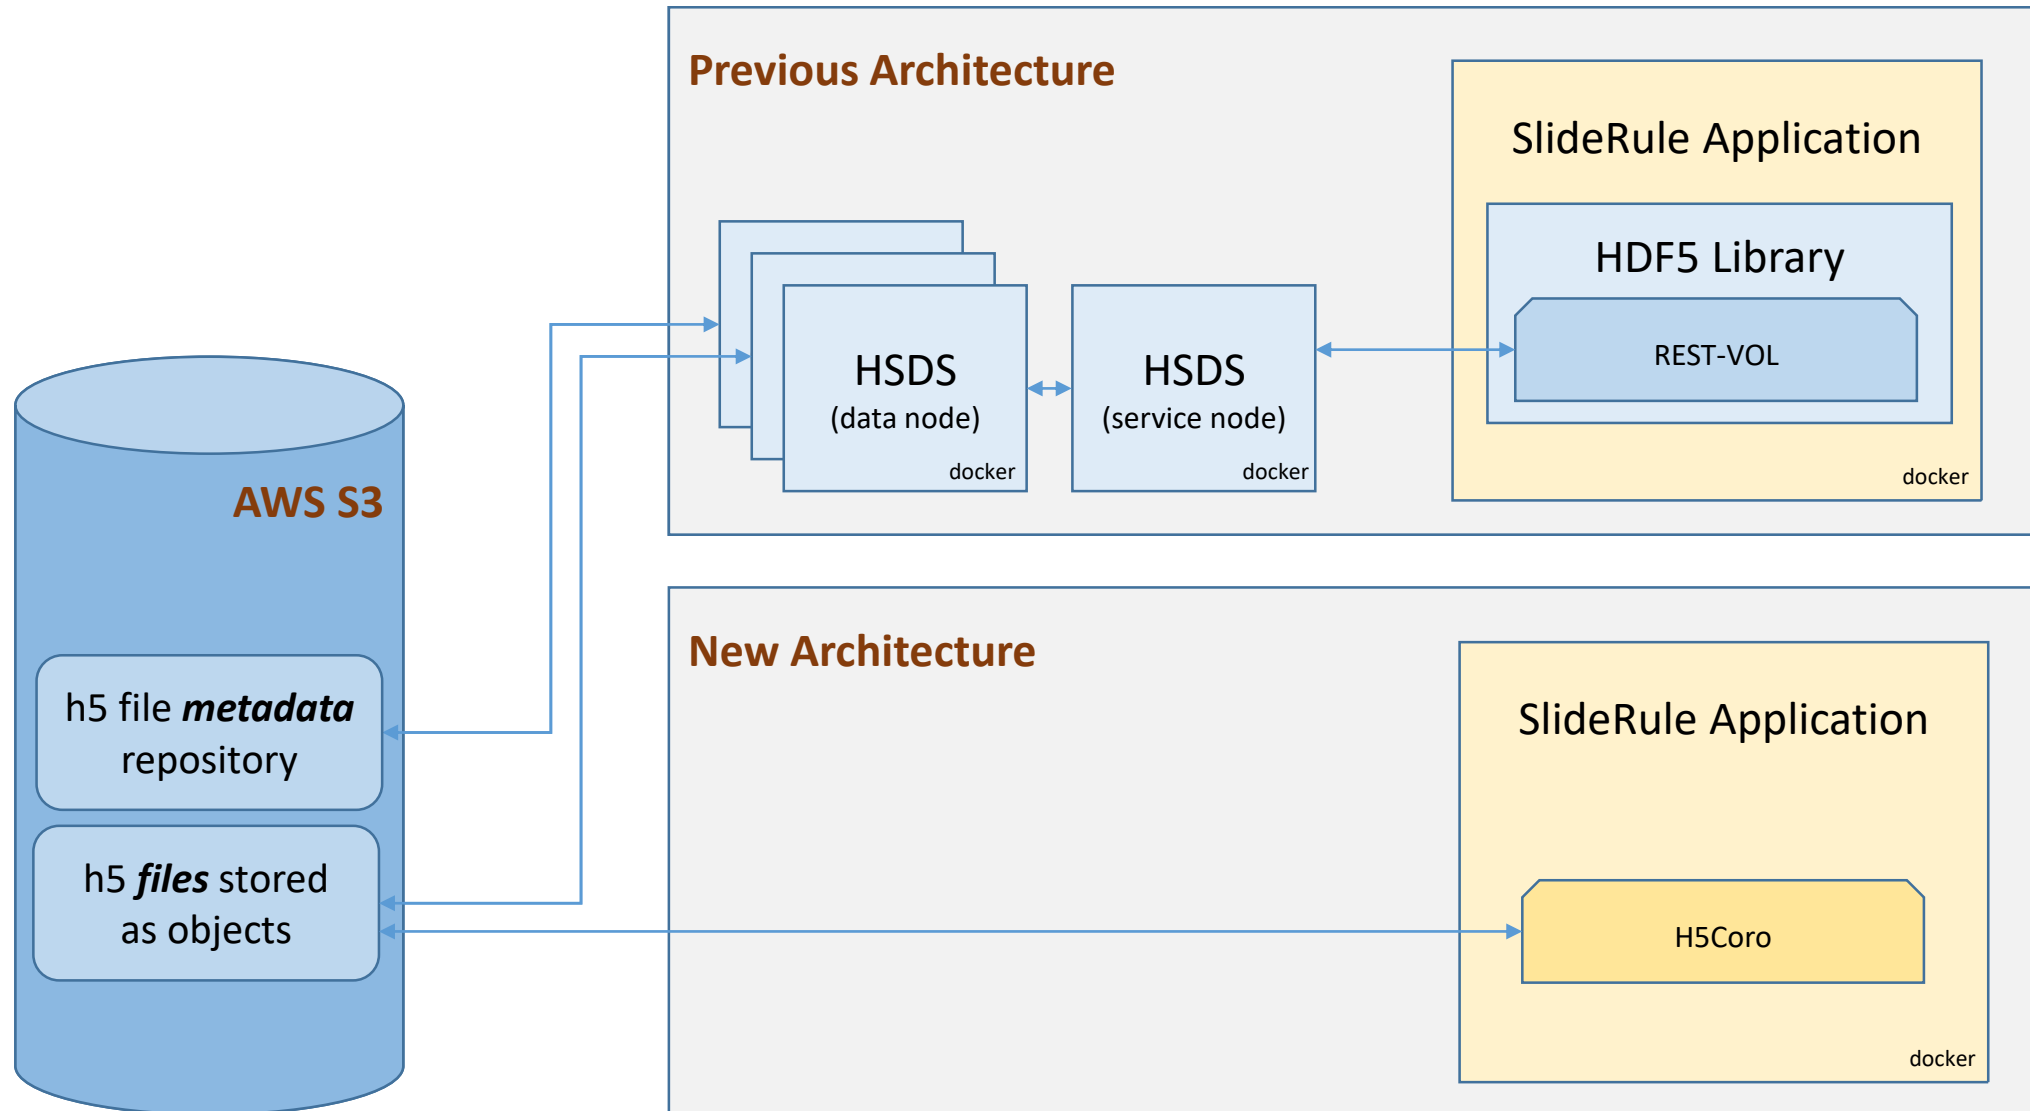 Previous Architecture
SlideRule Application
HDF5 Library
REST-VOL
docker
HSDS
(data node)
docker
HSDS
(service node)
docker
AWS S3
h5 file metadata
repository
h5 files stored
as objects
New Architecture
SlideRule Application
H5Coro
docker